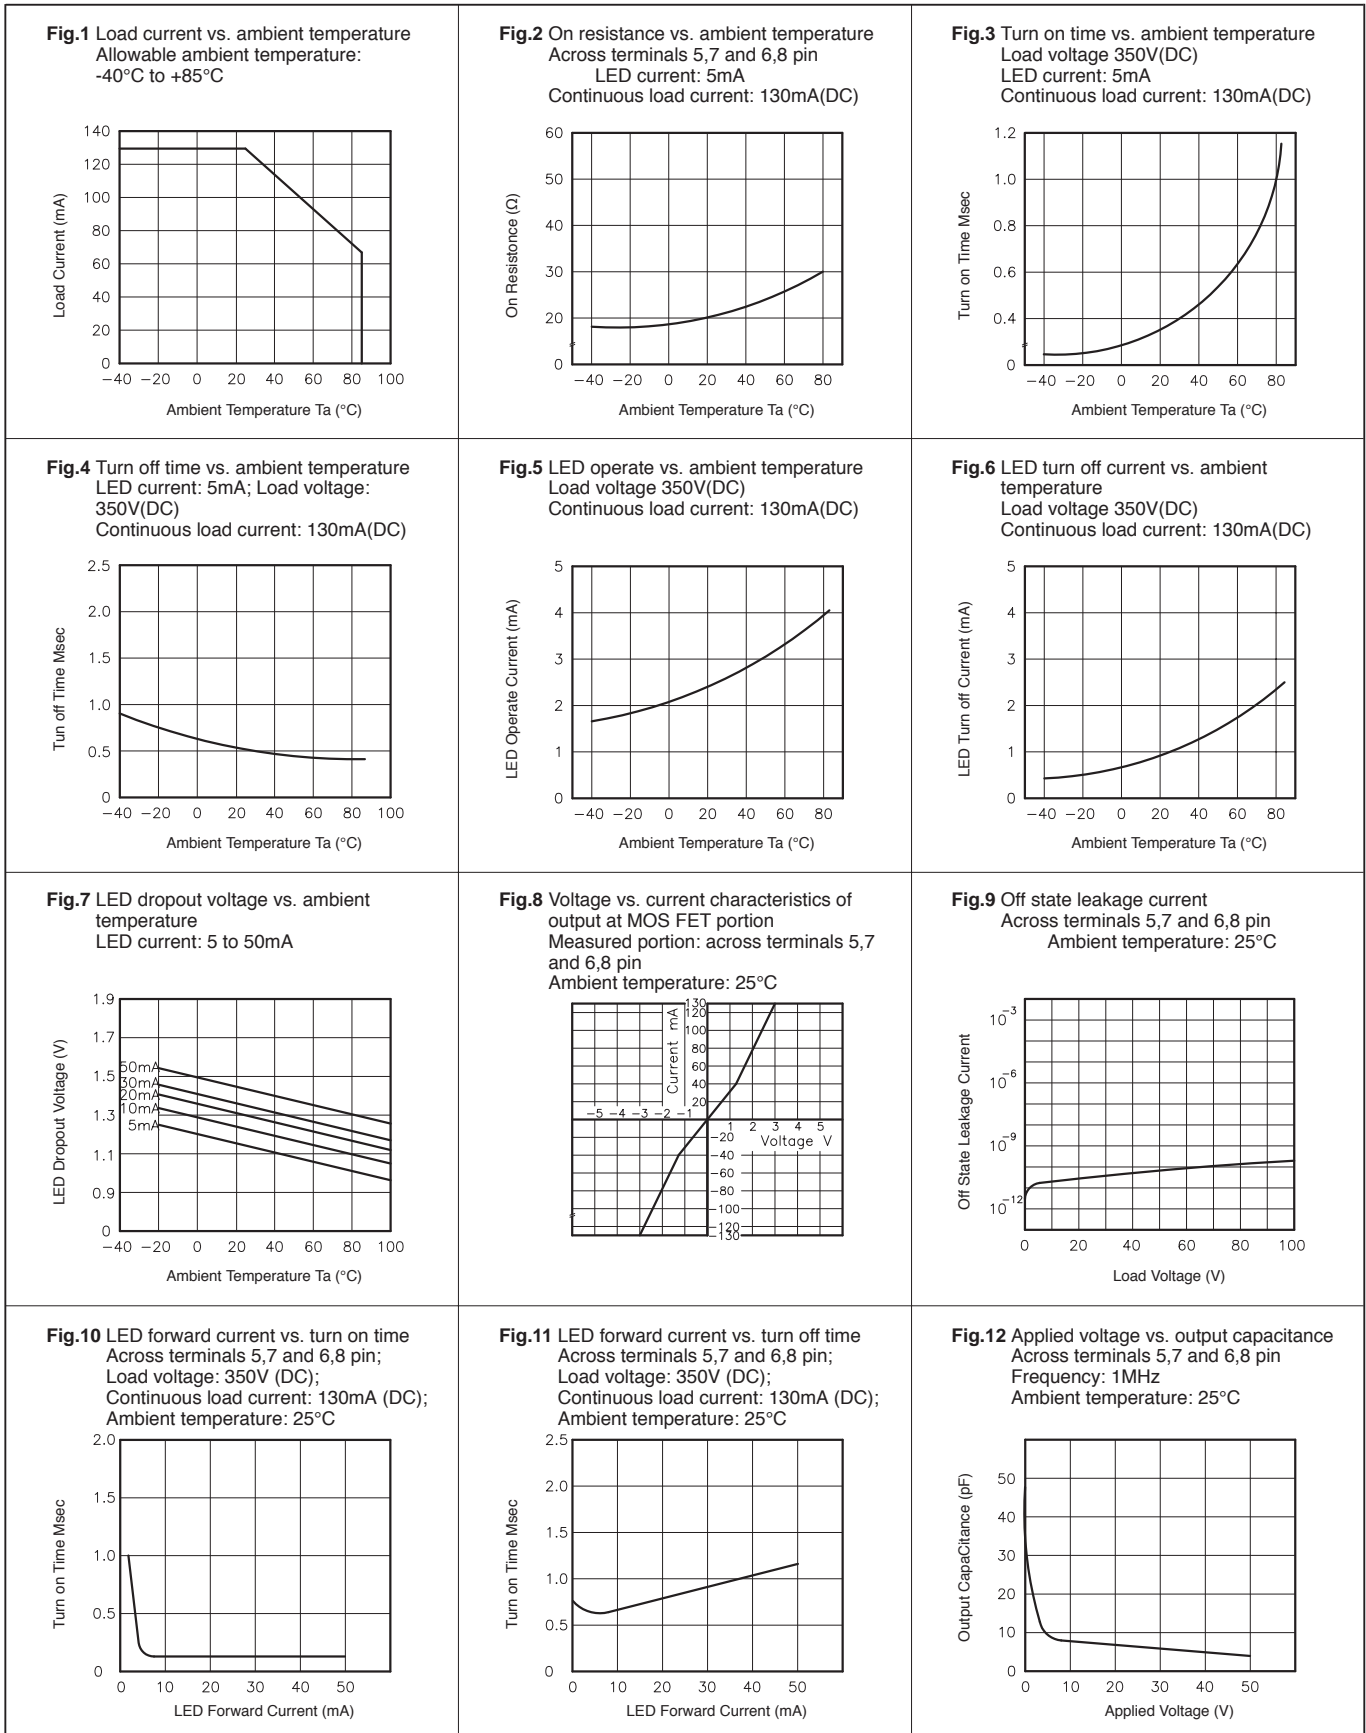 Fig.1 Load current vs. ambient temperature
Allowable ambient temperature:
-40°C to +85°C
140
120
100
80
60
40
20
0
−40 −20 0 20 40 60 80 100
Load Current (mA)
Ambient Temperature Ta (°C)
Fig.2 On resistance vs. ambient temperature
Across terminals 5,7 and 6,8 pin
LED current: 5mA
Continuous load current: 130mA(DC)
60
50
40
30
20
0
−40 −20 0 20 40 60 80
On Resistonce (Ω)
Ambient Temperature Ta (°C)
Fig.3 Turn on time vs. ambient temperature
Load voltage 350V(DC)
LED current: 5mA
Continuous load current: 130mA(DC)
1.2
1.0
0.8
0.6
0.4
0
−40 −20 0 20 40 60 80
Turn on Time Msec
Ambient Temperature Ta (°C)
Fig.4 Turn off time vs. ambient temperature
LED current: 5mA; Load voltage:
350V(DC)
Continuous load current: 130mA(DC)
2.5
2.0
1.5
1.0
0.5
0
−40 −20 0 20 40 60 80 100
Tun off Time Msec
Ambient Temperature Ta (°C)
Fig.5 LED operate vs. ambient temperature
Load voltage 350V(DC)
Continuous load current: 130mA(DC)
5
4
3
2
1
0
−40 −20 0 20 40 60 80
LED Operate Current (mA)
Ambient Temperature Ta (°C)
Fig.6 LED turn off current vs. ambient
temperature
Load voltage 350V(DC)
Continuous load current: 130mA(DC)
5
4
3
2
1
0
−40 −20 0 20 40 60 80
LED Turn off Current (mA)
Ambient Temperature Ta (°C)
Fig.7 LED dropout voltage vs. ambient
temperature
LED current: 5 to 50mA
1.9
1.7
1.5
1.3
1.1
0.9
0
50mA
30mA
20mA
10mA
5mA
−40 −20 0 20 40 60 80 100
LED Dropout Voltage (V)
Ambient Temperature Ta (°C)
Fig.8 Voltage vs. current characteristics of
output at MOS FET portion
Measured portion: across terminals 5,7
and 6,8 pin
Ambient temperature: 25°C
130
120
100
80
60
40
20
Current mA
−5 −4 −3 −2 −1
1 2 3 4 5
Voltage V
−20
−40
−60
−80
−100
−120
−130
Fig.9 Off state leakage current
Across terminals 5,7 and 6,8 pin
Ambient temperature: 25°C
10−3
10−6
10−9
10−12
0 20 40 60 80 100
Off State Leakage Current
Load Voltage (V)
Fig.10 LED forward current vs. turn on time
Across terminals 5,7 and 6,8 pin;
Load voltage: 350V (DC);
Continuous load current: 130mA (DC);
Ambient temperature: 25°C
2.0
1.5
1.0
0.5
0
0 10 20 30 40 50
Turn on Time Msec
LED Forward Current (mA)
Fig.11 LED forward current vs. turn off time
Across terminals 5,7 and 6,8 pin;
Load voltage: 350V (DC);
Continuous load current: 130mA (DC);
Ambient temperature: 25°C
2.5
2.0
1.5
1.0
0.5
0
0 10 20 30 40 50
Turn on Time Msec
LED Forward Current (mA)
Fig.12 Applied voltage vs. output capacitance
Across terminals 5,7 and 6,8 pin
Frequency: 1MHz
Ambient temperature: 25°C
50
40
30
20
10
0
0 10 20 30 40 50
Output CapaCitance (pF)
Applied Voltage (V)